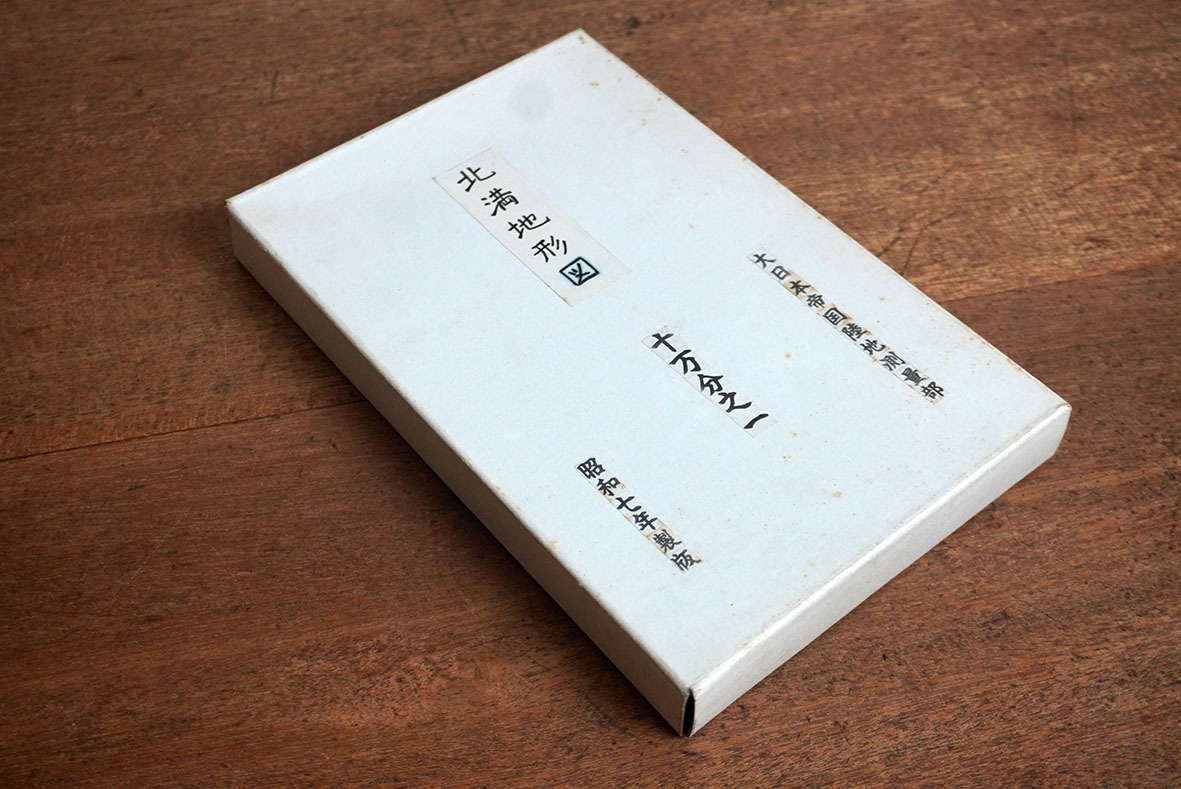 大日本帝国陸地測量部
北満地形図
十万分之一
昭和七年製版